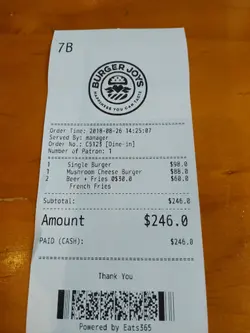 7B
BURGER JOYS
Order Time: 2018-08-26 14:25:07
Served By: manager
Order No.: CS123 [Dine-in]
Number of Patron: 1
1 Single Burger $98.0
1 Mushroom Cheese Burger $88.0
2 Beer + Fries @$30.0 $60.0
French Fries
Subtotal: $246.0
Amount $246.0
PAID (CASH): $246.0
Thank You
Powered by Eats365